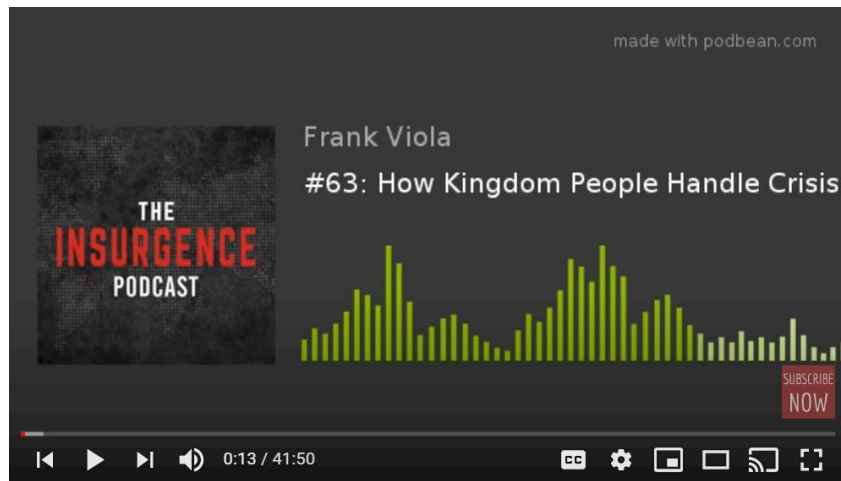 made with podbean.com
Frank Viola
#63: How Kingdom People Handle Crisis
THE
INSURGENCE
PODCAST
SUBSCRIBE
NOW
0:13 / 41:50
CC